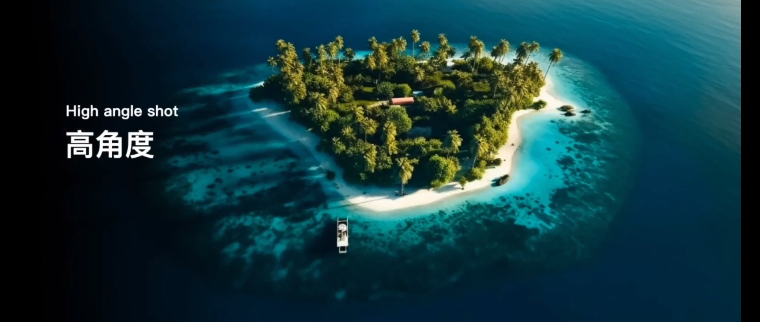 High angle shot
高角度